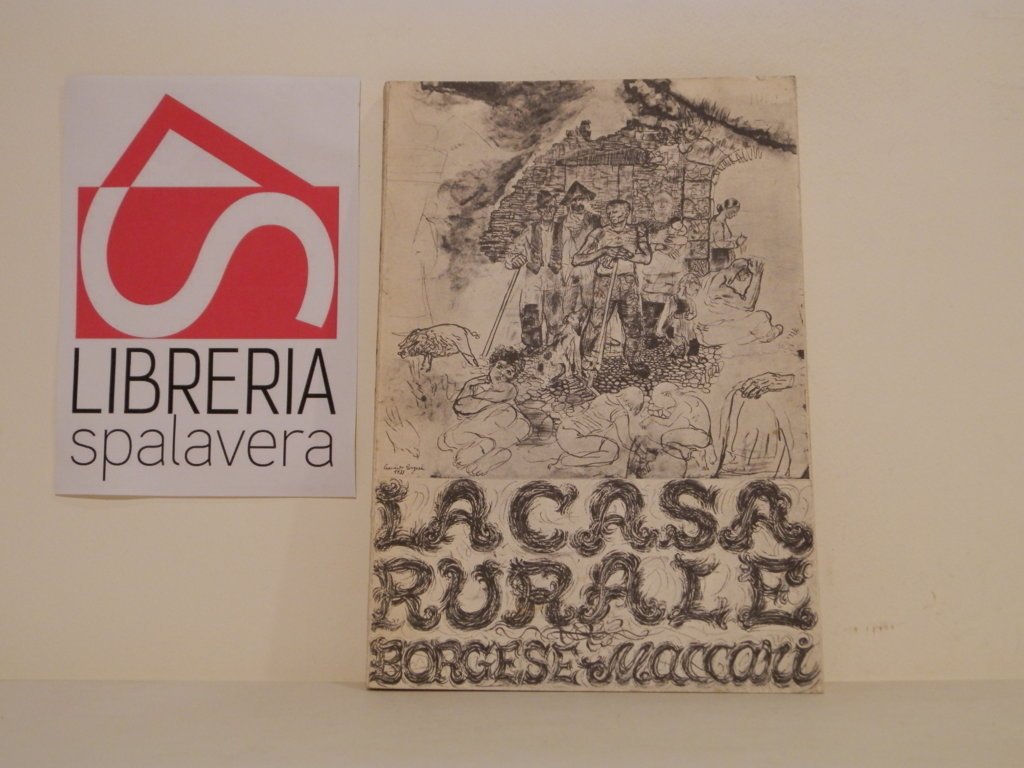 LIBRERIA
spalavera
LA CASA
RURALE
BORGESE-Maccari